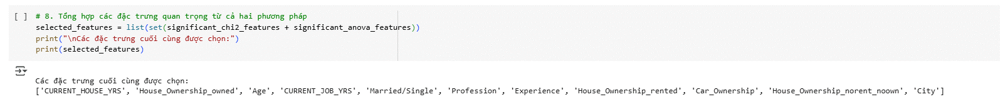 [ ] # 8. Tổng hợp các đặc trưng quan trọng từ cả hai phương pháp
selected_features = list(set(significant_chi2_features + significant_anova_features))
print("\nCác đặc trưng cuối cùng được chọn:")
print(selected_features)
Các đặc trưng cuối cùng được chọn:
['CURRENT_HOUSE_YRS', 'House_Ownership_owned', 'Age', 'CURRENT_JOB_YRS', 'Married/Single', 'Profession', 'Experience', 'House_Ownership_rented', 'Car_Ownership', 'House_Ownership_norent_noown', 'City']